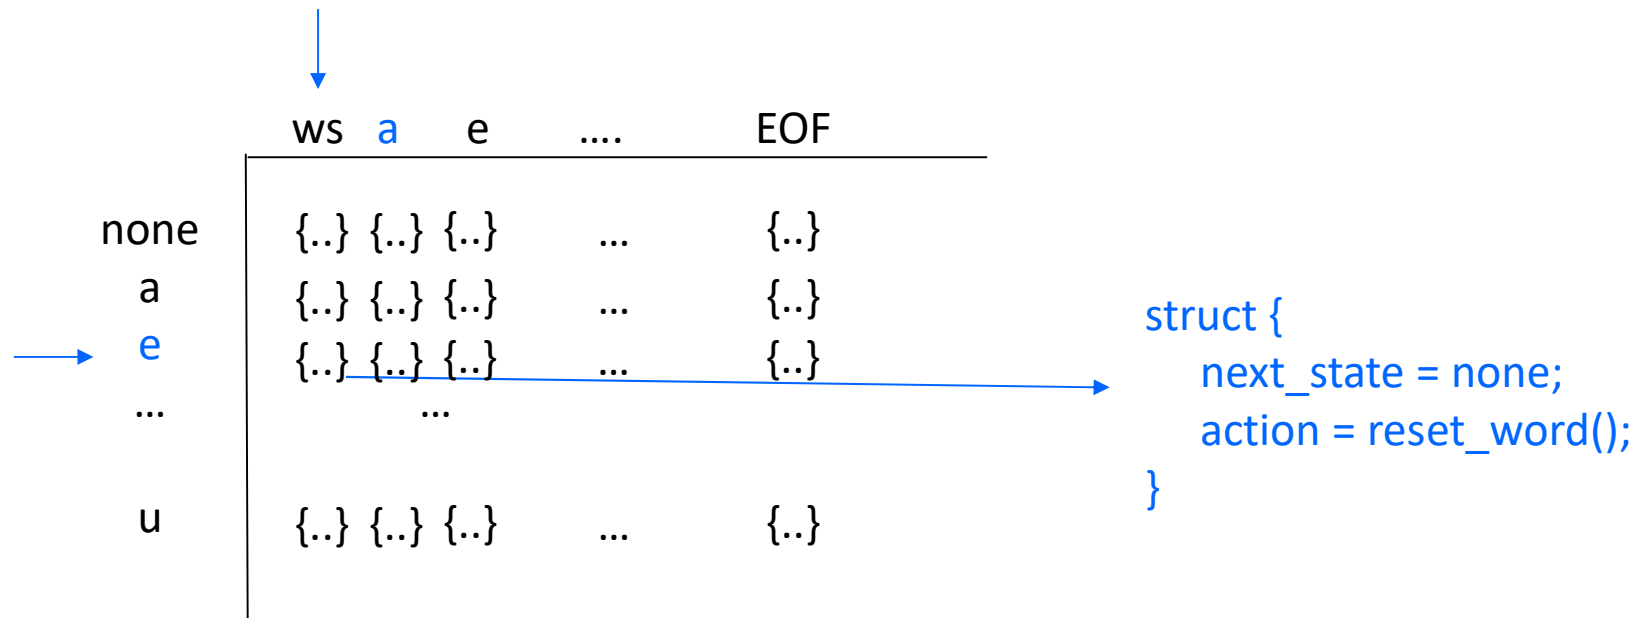 ws a e .... EOF
none {..} {..} {..} ... {..}
a {..} {..} {..} ... {..}
e {..} {..} {..} ... {..}
... ...
u {..} {..} {..} ... {..}
struct {
next_state = none;
action = reset_word();
}